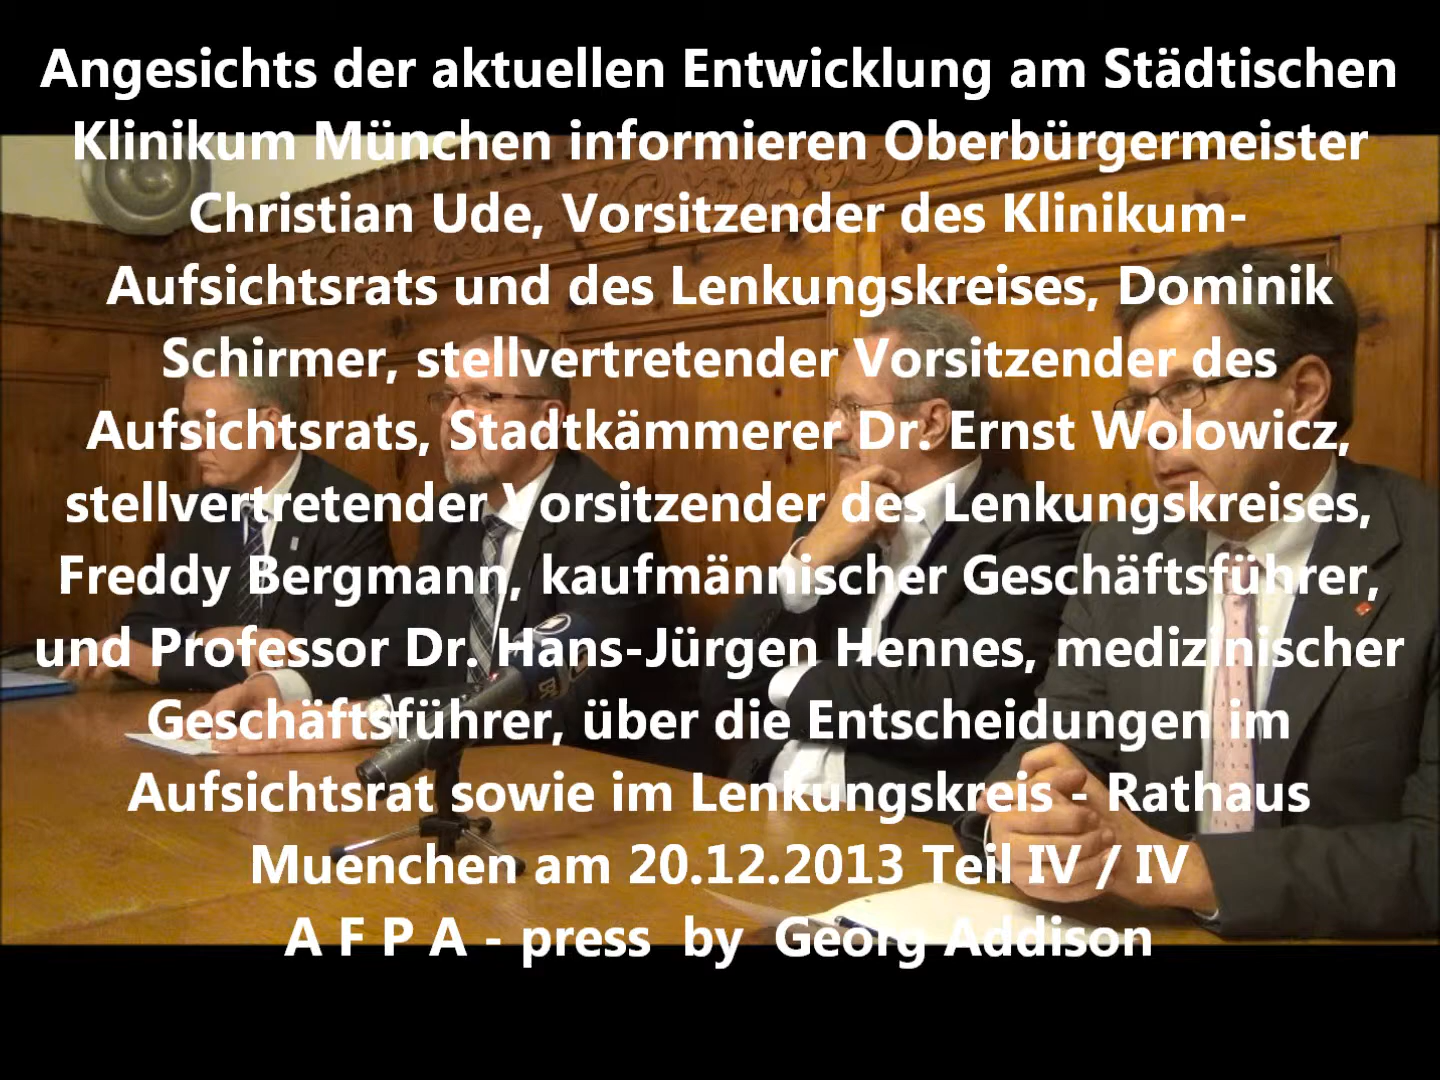 Angesichts der aktuellen Entwicklung am Städtischen
Klinikum München informieren Oberbürgermeister
Christian Ude, Vorsitzender des Klinikum-
Aufsichtsrats und des Lenkungskreises, Dominik
Schirmer, stellvertretender Vorsitzender des
Aufsichtsrats, Stadtkämmerer Dr. Ernst Wolowicz,
stellvertretender Vorsitzender des Lenkungskreises,
Freddy Bergmann, kaufmännischer Geschäftsführer,
und Professor Dr. Hans-Jürgen Hennes, medizinischer
Geschäftsführer, über die Entscheidungen im
Aufsichtsrat sowie im Lenkungskreis - Rathaus
Muenchen am 20.12.2013 Teil IV / IV
A F P A - press by Georg Addison